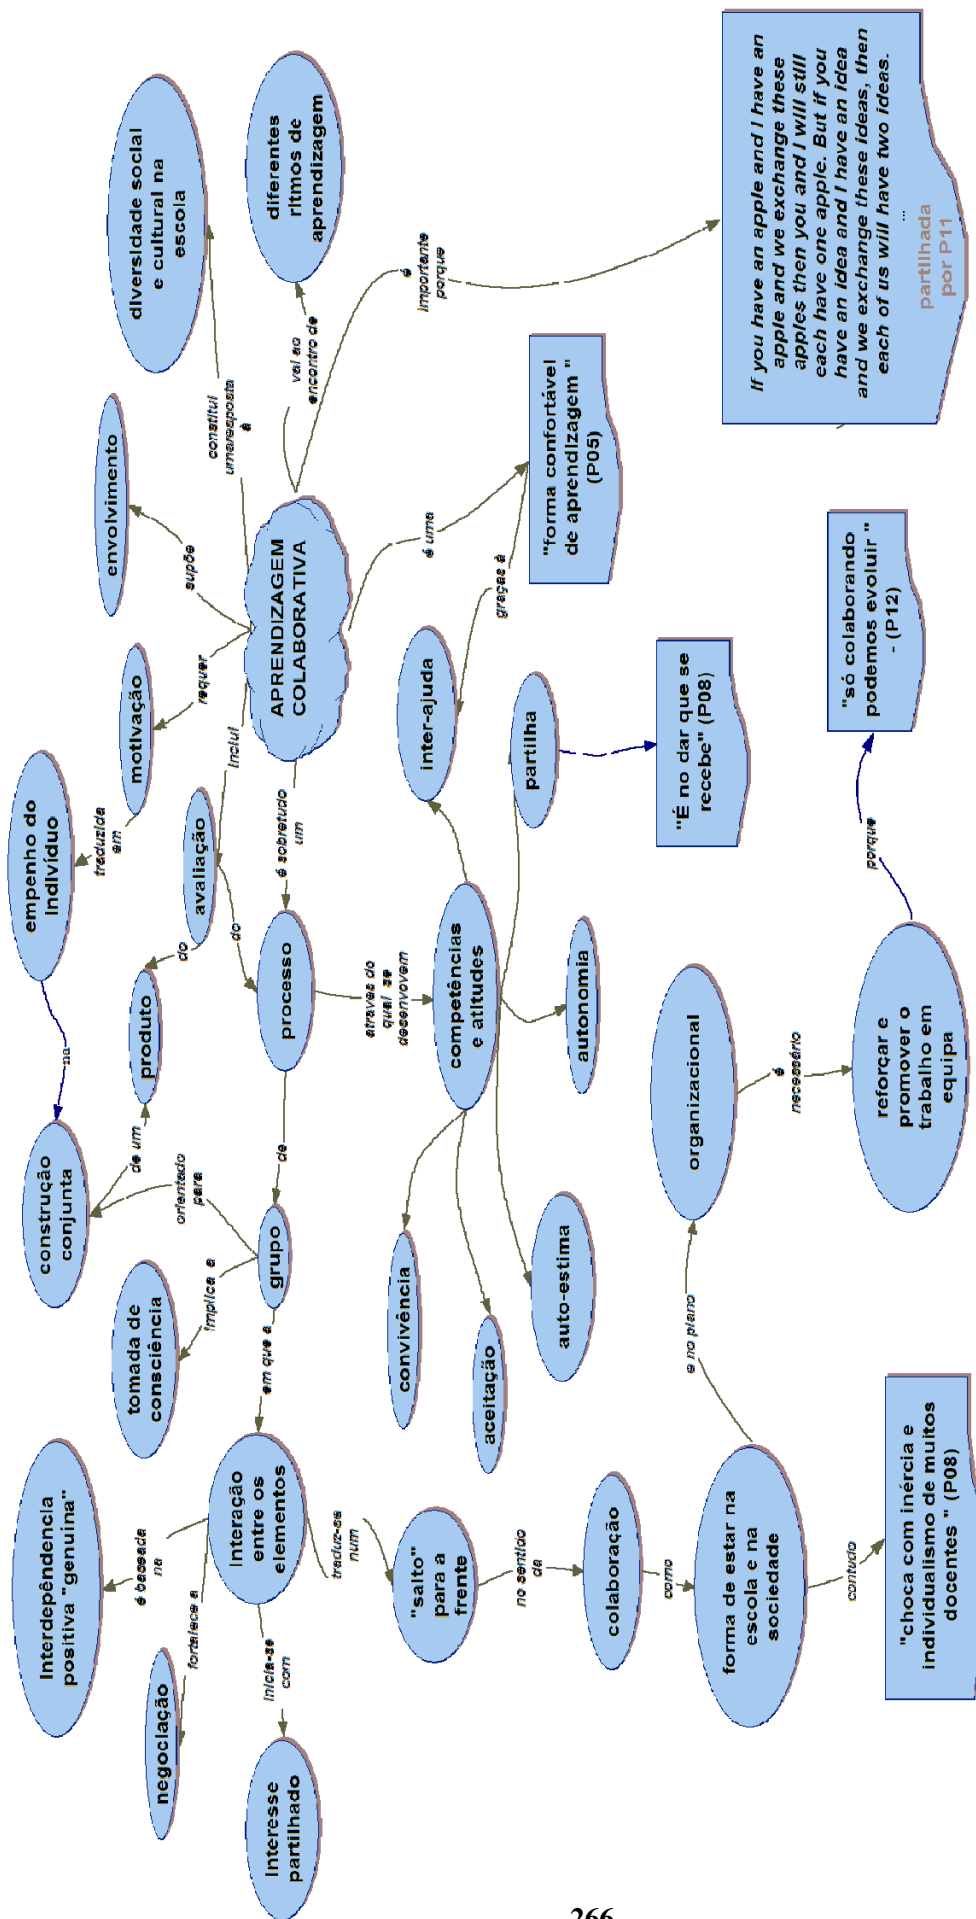 Interdepêndencia
positiva "genuina"
é baseada
na
negociação
fortalece a
Interesse
partilhado
inicia-se
com
Interação
entre os
elementos
traduz-se
num
"salto"
para a
frente
no sentido
da
colaboração
como
forma de estar na
escola e na
sociedade
contudo
"choca com inércia e
individualismo de muitos
docentes " (P08)
e no plano
organizacional
é
necessário
reforçar e
promover o
trabalho em
equipa
porque
"só colaborando
podemos evoluir "
- (P12)
tomada de
consciência
implica a
em que a
grupo
orientado
para
construção
conjunta
de um
produto
na
empenho do
indivíduo
traduzida
em
motivação
requer
do
avaliação
do
inclui
processo
de
é sobretudo
um
através do
qual se
desenvovem
competências
e atitudes
convivência
aceitação
auto-estima
autonomia
partilha
"É no dar que se
recebe" (P08)
inter-ajuda
graças à
"forma confortável
de aprendizagem "
(P05)
é uma
APRENDIZAGEM
COLABORATIVA
supõe
envolvimento
constitui
umaresposta
à
diversidade social
e cultural na
escola
vai ao
encontro de
diferentes
ritmos de
aprendizagem
é
importante
porque
If you have an apple and I have an
apple and we exchange these
apples then you and I will still
each have one apple. But if you
have an idea and I have an idea
and we exchange these ideas, then
each of us will have two ideas.
...
partilhada
por P11
266